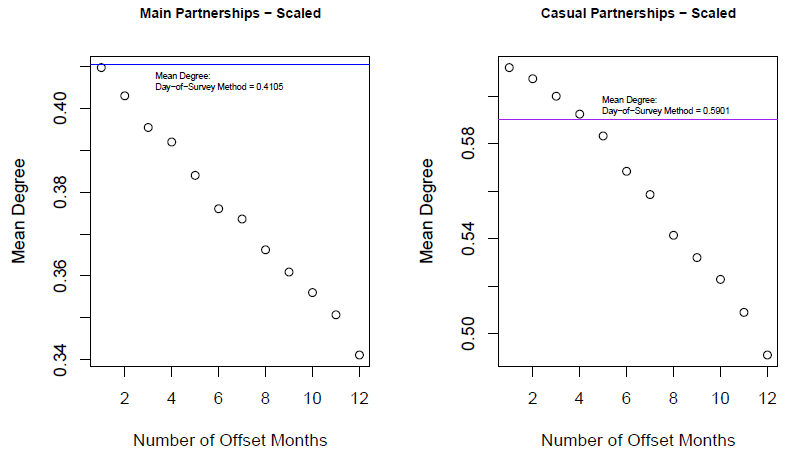 Main Partnerships − Scaled
Mean Degree:
Day−of−Survey Method = 0.4105
0.40
0.38
0.36
0.34
Mean Degree
2 4 6 8 10 12
Number of Offset Months
Casual Partnerships − Scaled
Mean Degree:
Day−of−Survey Method = 0.5901
0.58
0.54
0.50
Mean Degree
2 4 6 8 10 12
Number of Offset Months